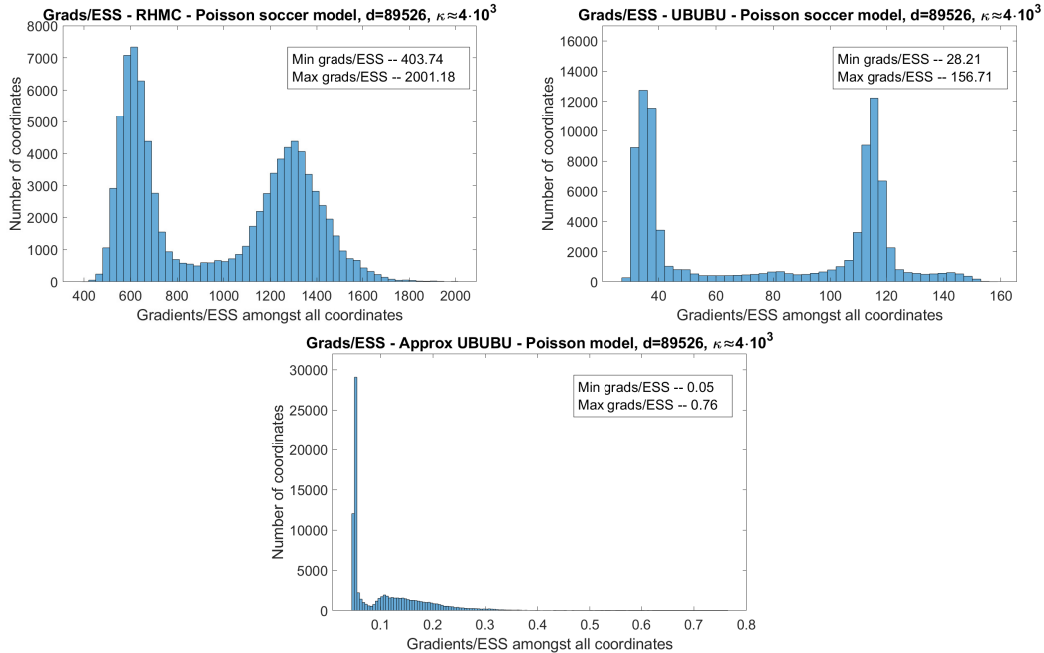 Grads/ESS - RHMC - Poisson soccer model, d=89526, κ≈4·10³
Min grads/ESS -- 403.74
Max grads/ESS -- 2001.18
Number of coordinates
8000
7000
6000
5000
4000
3000
2000
1000
0
400 600 800 1000 1200 1400 1600 1800 2000
Gradients/ESS amongst all coordinates
Grads/ESS - UBUBU - Poisson soccer model, d=89526, κ≈4·10³
Min grads/ESS -- 28.21
Max grads/ESS -- 156.71
Number of coordinates
16000
14000
12000
10000
8000
6000
4000
2000
0
40 60 80 100 120 140 160
Gradients/ESS amongst all coordinates
Grads/ESS - Approx UBUBU - Poisson model, d=89526, κ≈4·10³
Min grads/ESS -- 0.05
Max grads/ESS -- 0.76
Number of coordinates
30000
25000
20000
15000
10000
5000
0
0.1 0.2 0.3 0.4 0.5 0.6 0.7 0.8
Gradients/ESS amongst all coordinates